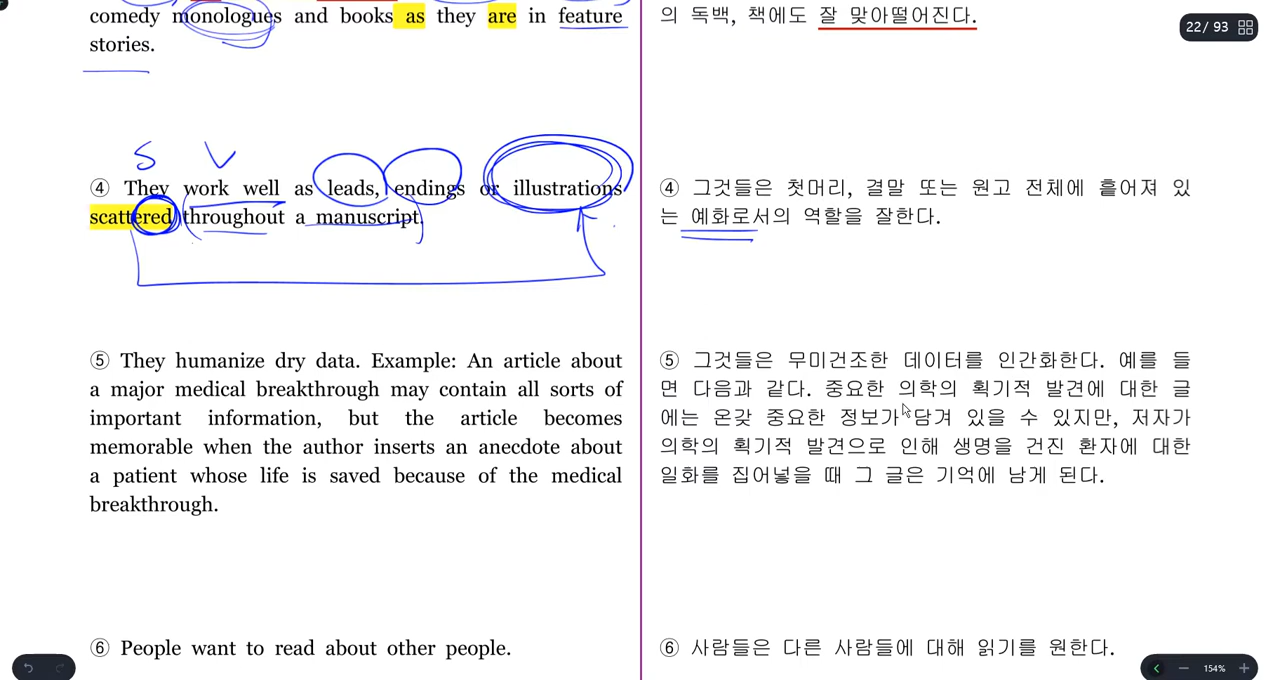 comedy monologues and books as they are in feature
stories.
의 독백, 책에도 잘 맞아떨어진다.
22 / 93
S V
④ They work well as leads, endings or illustrations
scattered throughout a manuscript.
④ 그것들은 첫머리, 결말 또는 원고 전체에 흩어져 있
는 예화로서의 역할을 잘한다.
⑤ They humanize dry data. Example: An article about
a major medical breakthrough may contain all sorts of
important information, but the article becomes
memorable when the author inserts an anecdote about
a patient whose life is saved because of the medical
breakthrough.
⑤ 그것들은 무미건조한 데이터를 인간화한다. 예를 들
면 다음과 같다. 중요한 의학의 획기적 발견에 대한 글
에는 온갖 중요한 정보가 담겨 있을 수 있지만, 저자가
의학의 획기적 발견으로 인해 생명을 건진 환자에 대한
일화를 집어넣을 때 그 글은 기억에 남게 된다.
⑥ People want to read about other people.
⑥ 사람들은 다른 사람들에 대해 읽기를 원한다.
154%